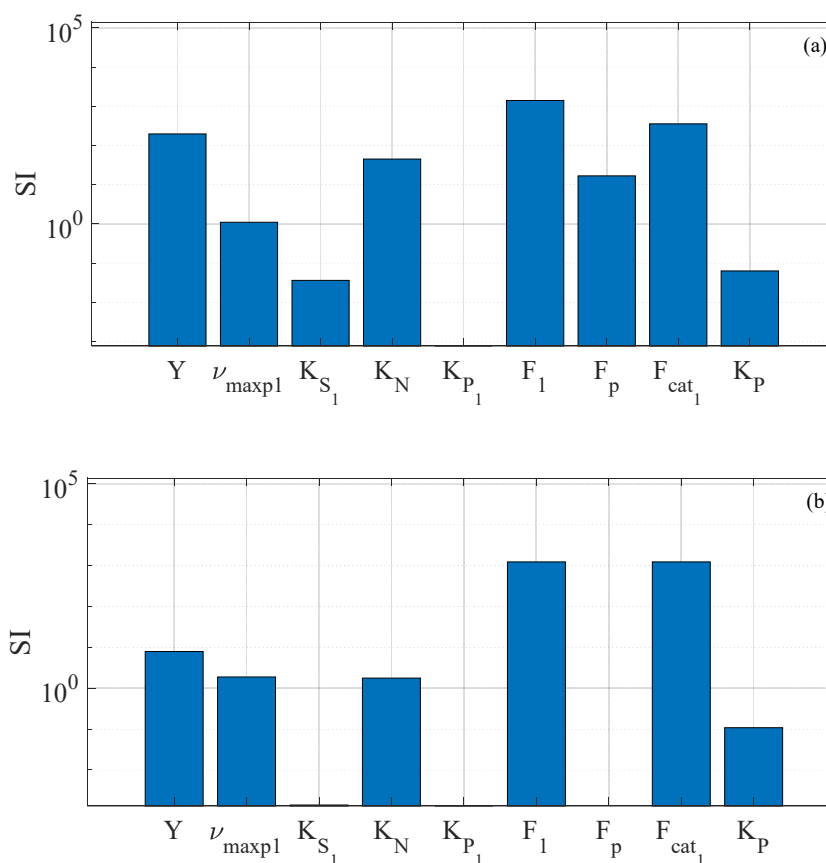 (a)
10^5
10^0
SI
Y ν_maxp1 K_S_1 K_N K_P_1 F_1 F_p F_cat_1 K_P
(b)
10^5
10^0
SI
Y ν_maxp1 K_S_1 K_N K_P_1 F_1 F_p F_cat_1 K_P